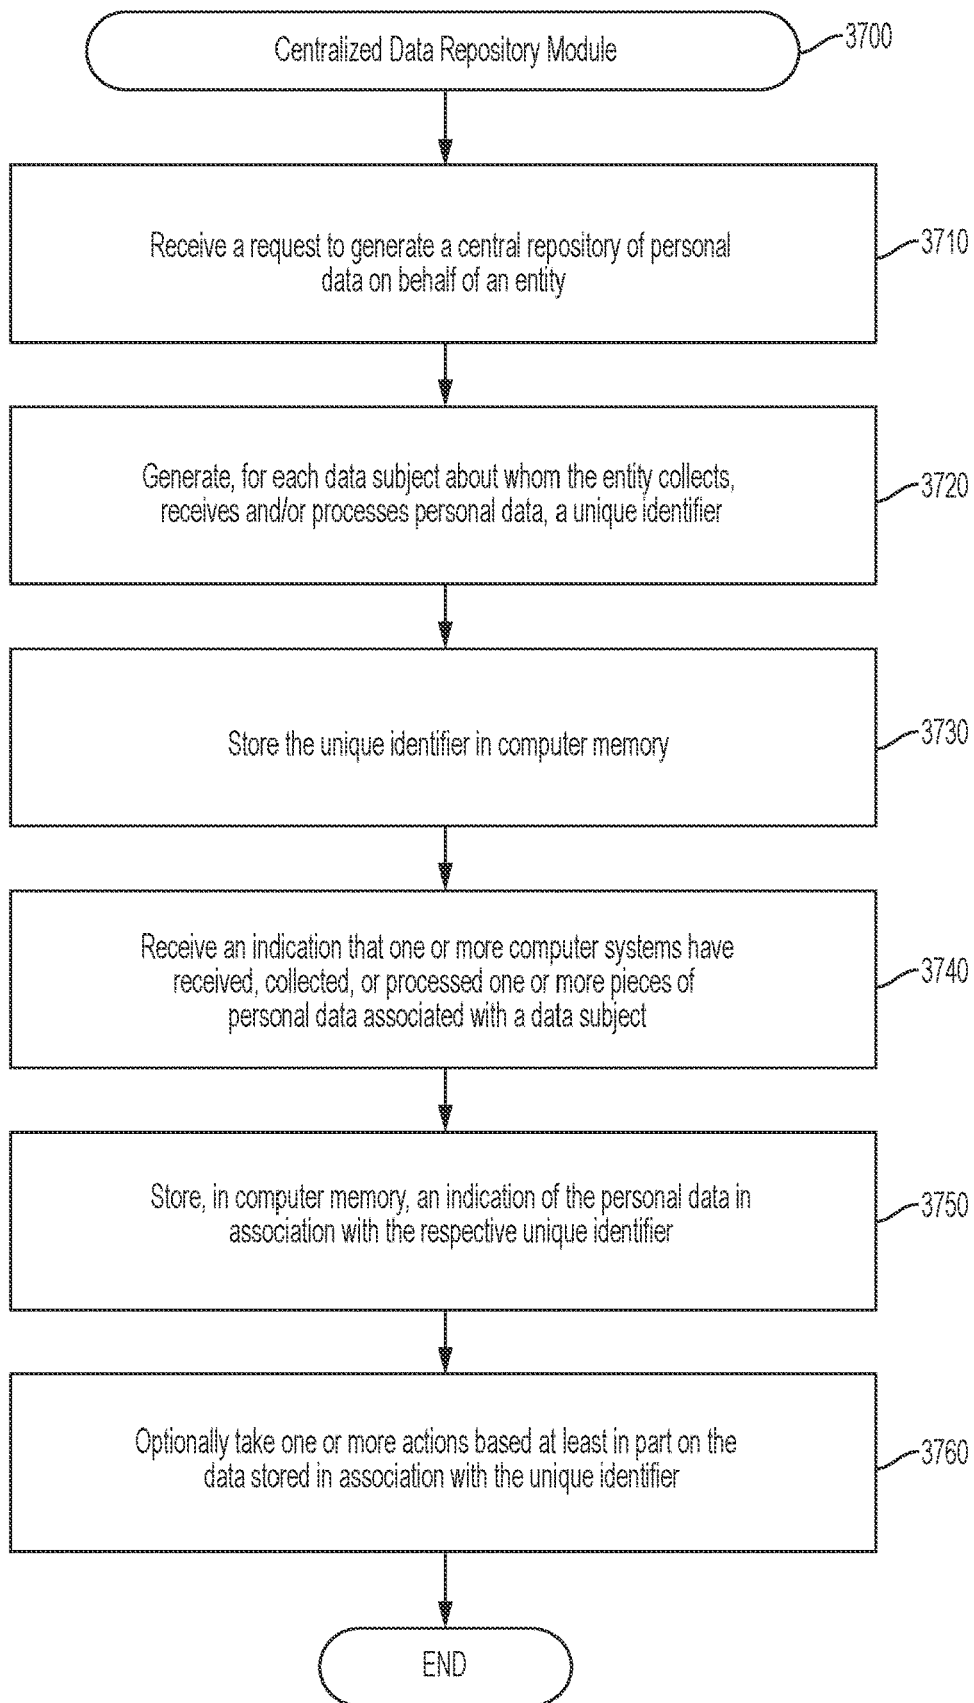 Centralized Data Repository Module
3700
Receive a request to generate a central repository of personal
data on behalf of an entity
3710
Generate, for each data subject about whom the entity collects,
receives and/or processes personal data, a unique identifier
3720
Store the unique identifier in computer memory
3730
Receive an indication that one or more computer systems have
received, collected, or processed one or more pieces of
personal data associated with a data subject
3740
Store, in computer memory, an indication of the personal data in
association with the respective unique identifier
3750
Optionally take one or more actions based at least in part on the
data stored in association with the unique identifier
3760
END